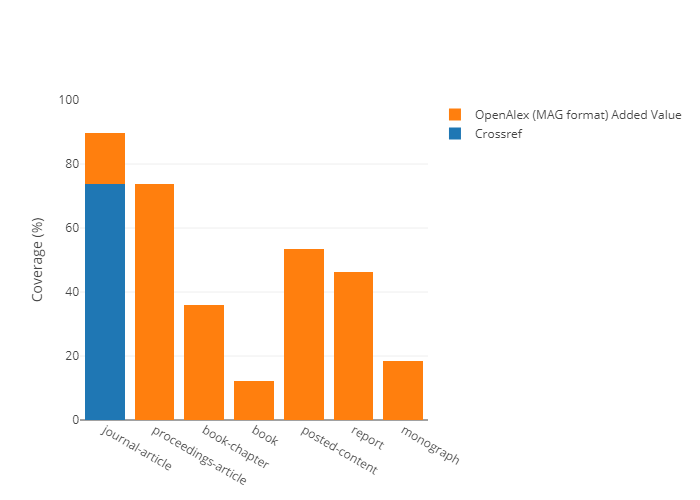 100
80
60
40
20
0
Coverage (%)
journal-article
proceedings-article
book-chapter
book
posted-content
report
monograph
OpenAlex (MAG format) Added Value
Crossref